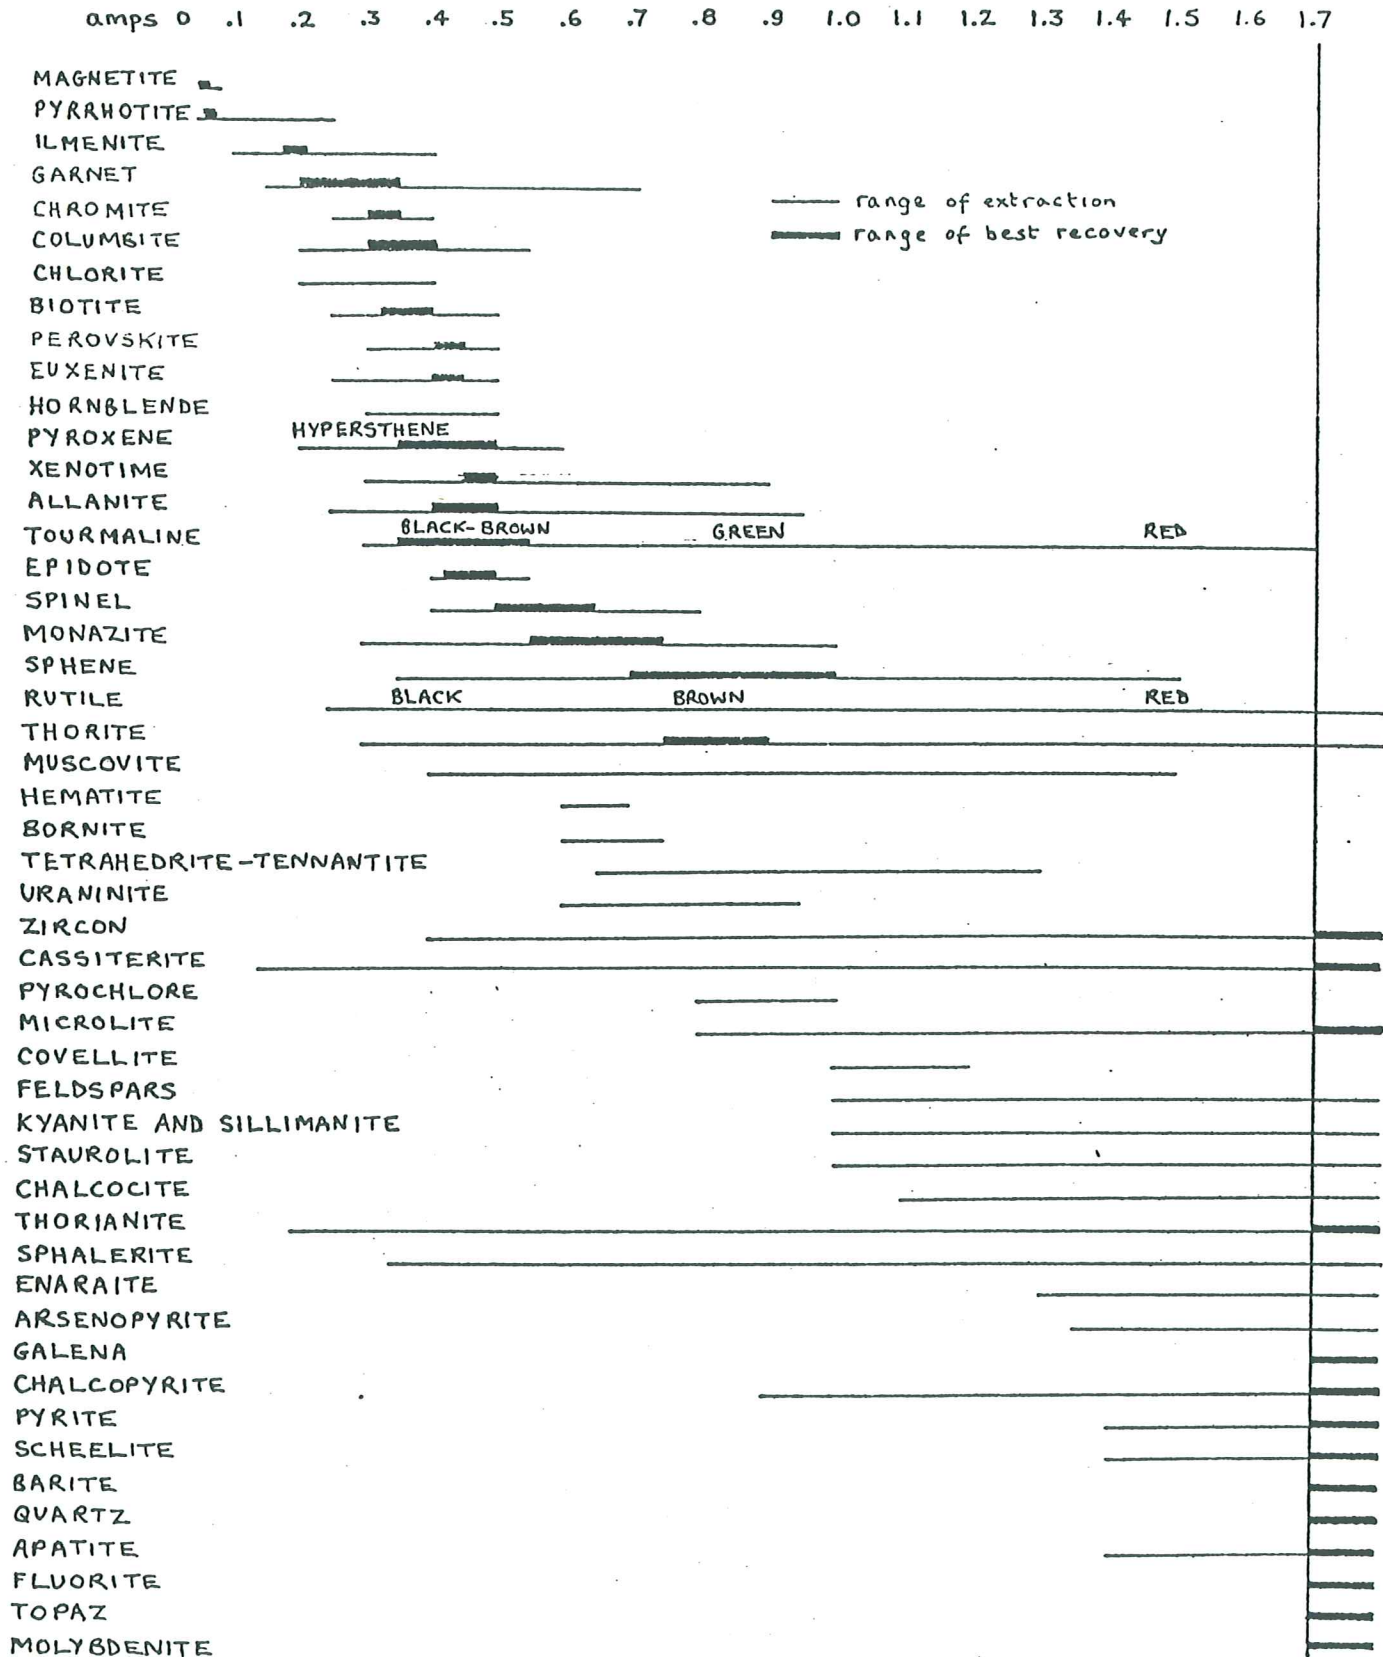 amps 0 .1 .2 .3 .4 .5 .6 .7 .8 .9 1.0 1.1 1.2 1.3 1.4 1.5 1.6 1.7
MAGNETITE
PYRRHOTITE
ILMENITE
GARNET
range of extraction
CHROMITE
range of best recovery
COLUMBITE
CHLORITE
BIOTITE
PEROVSKITE
EUXENITE
HORNBLENDE
PYROXENE HYPERSTHENE
XENOTIME
ALLANITE
TOURMALINE BLACK-BROWN GREEN RED
EPIDOTE
SPINEL
MONAZITE
SPHENE
RUTILE BLACK BROWN RED
THORITE
MUSCOVITE
HEMATITE
BORNITE
TETRAHEDRITE-TENNANTITE
URANINITE
ZIRCON
CASSITERITE
PYROCHLORE
MICROLITE
COVELLITE
FELDSPARS
KYANITE AND SILLIMANITE
STAUROLITE
CHALCOCITE
THORIANITE
SPHALERITE
ENARAITE
ARSENOPYRITE
GALENA
CHALCOPYRITE
PYRITE
SCHEELITE
BARITE
QUARTZ
APATITE
FLUORITE
TOPAZ
MOLYBDENITE